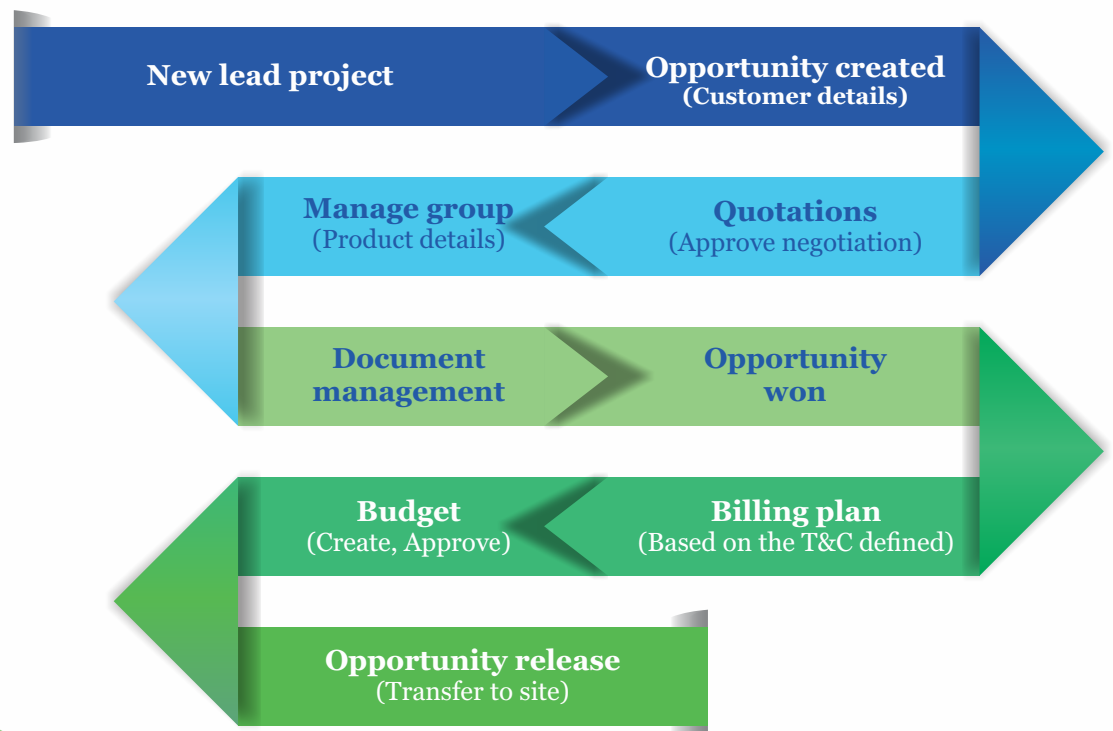 New lead project
Opportunity created
(Customer details)
Manage group
(Product details)
Quotations
(Approve negotiation)
Document
management
Opportunity
won
Budget
(Create, Approve)
Billing plan
(Based on the T&C defined)
Opportunity release
(Transfer to site)